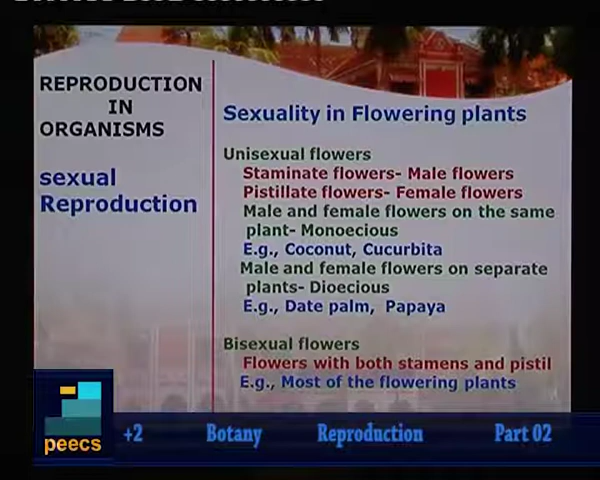 REPRODUCTION
IN
ORGANISMS
sexual
Reproduction
Sexuality in Flowering plants
Unisexual flowers
Staminate flowers- Male flowers
Pistillate flowers- Female flowers
Male and female flowers on the same
plant- Monoecious
E.g., Coconut, Cucurbita
Male and female flowers on separate
plants- Dioecious
E.g., Date palm, Papaya
Bisexual flowers
Flowers with both stamens and pistil
E.g., Most of the flowering plants
peecs
+2 Botany Reproduction Part 02